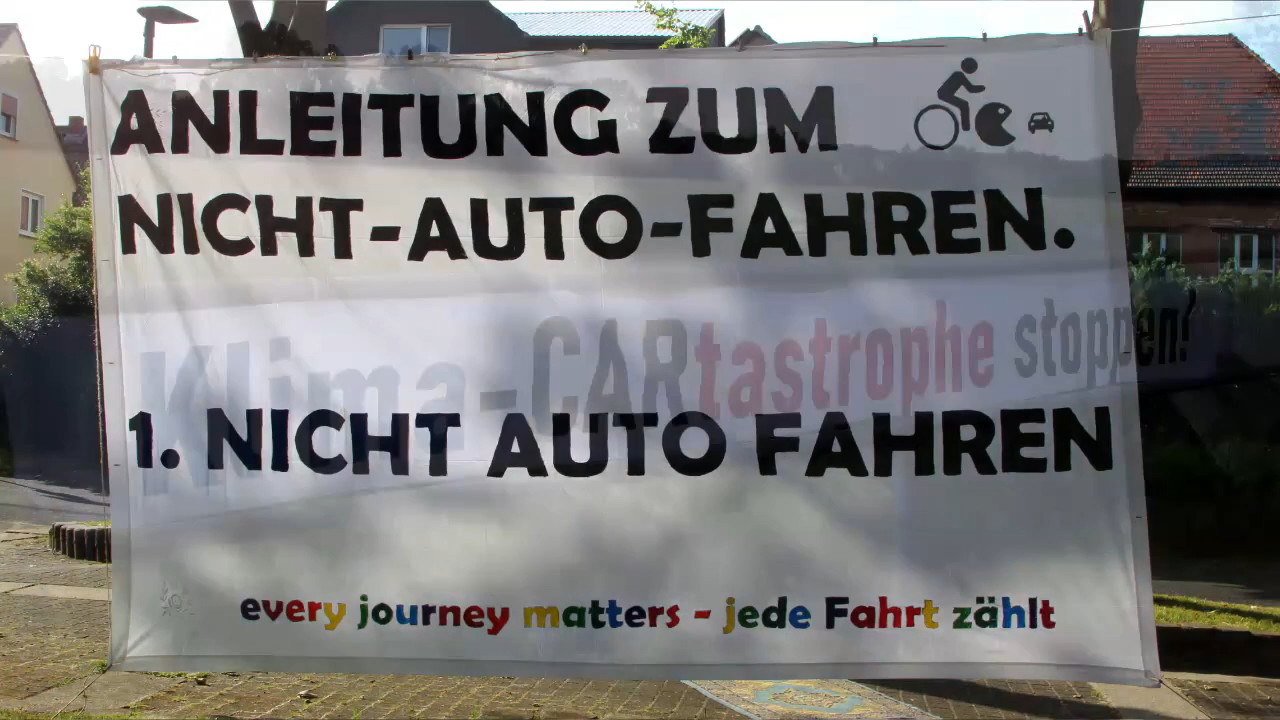 ANLEITUNG ZUM
NICHT-AUTO-FAHREN.
Klima-CARtastrophe stoppen!
1. NICHT AUTO FAHREN
every journey matters - jede Fahrt zählt